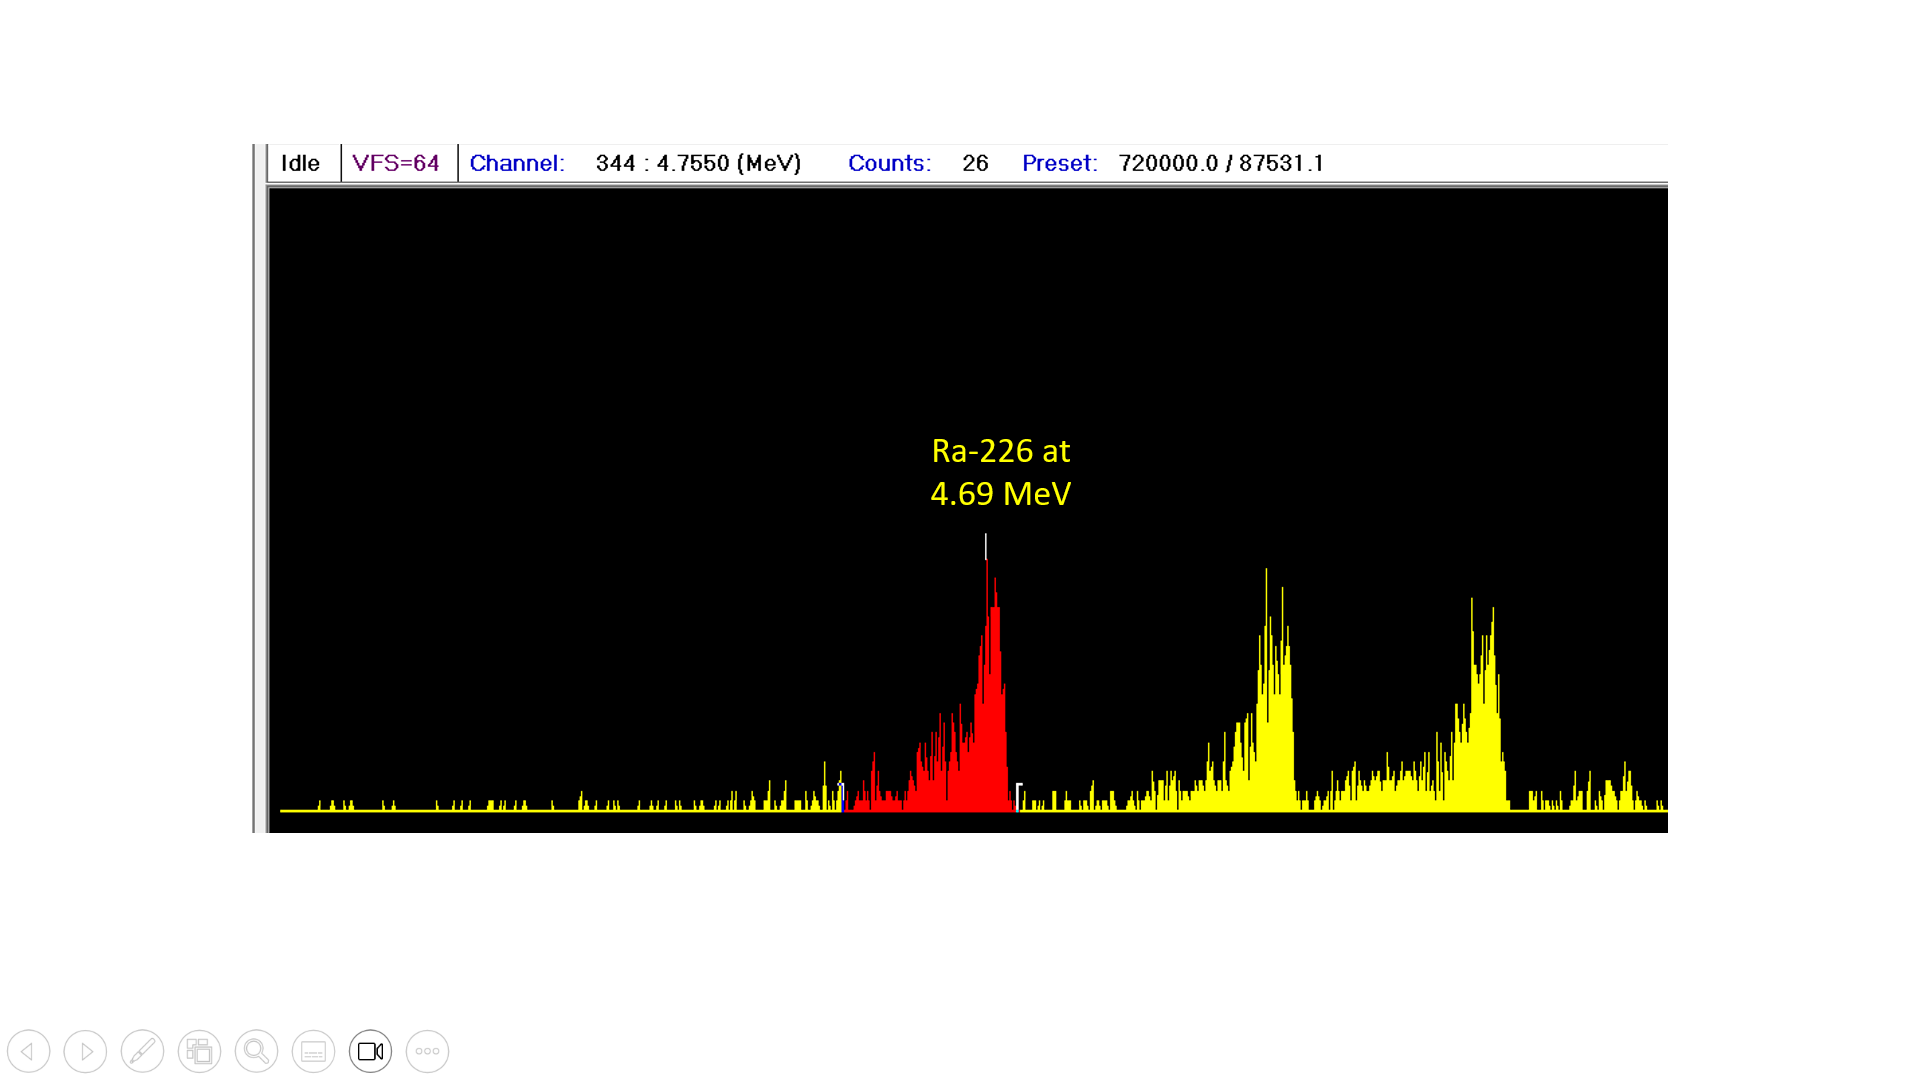 Idle VFS=64 Channel: 344 : 4.7550 (MeV) Counts: 26 Preset: 720000.0 / 87531.1
Ra-226 at
4.69 MeV